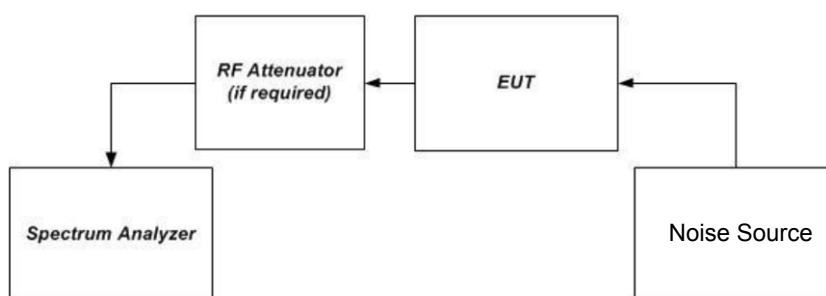 RF Attenuator
(if required)
EUT
Spectrum Analyzer
Noise Source